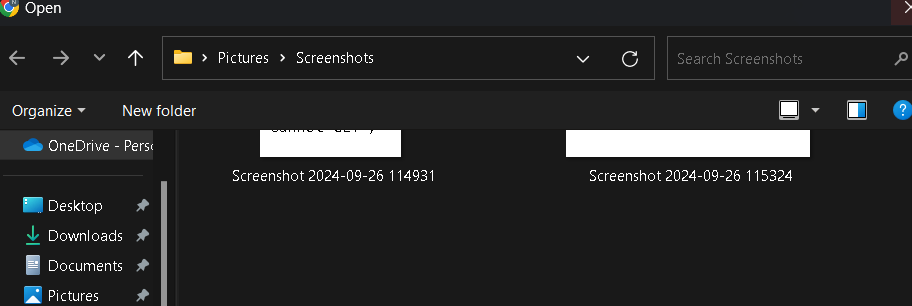 Open
Pictures
Screenshots
Search Screenshots
Organize
New folder
OneDrive - Perso
Screenshot 2024-09-26 114931
Screenshot 2024-09-26 115324
Desktop
Downloads
Documents
Pictures